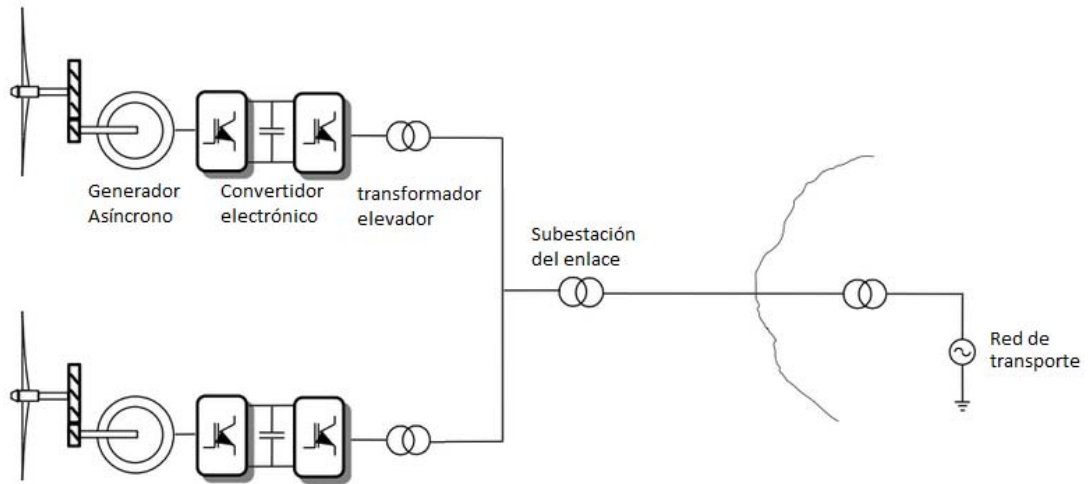 Generador
Asíncrono
Convertidor
electrónico
transformador
elevador
Subestación
del enlace
Red de
transporte